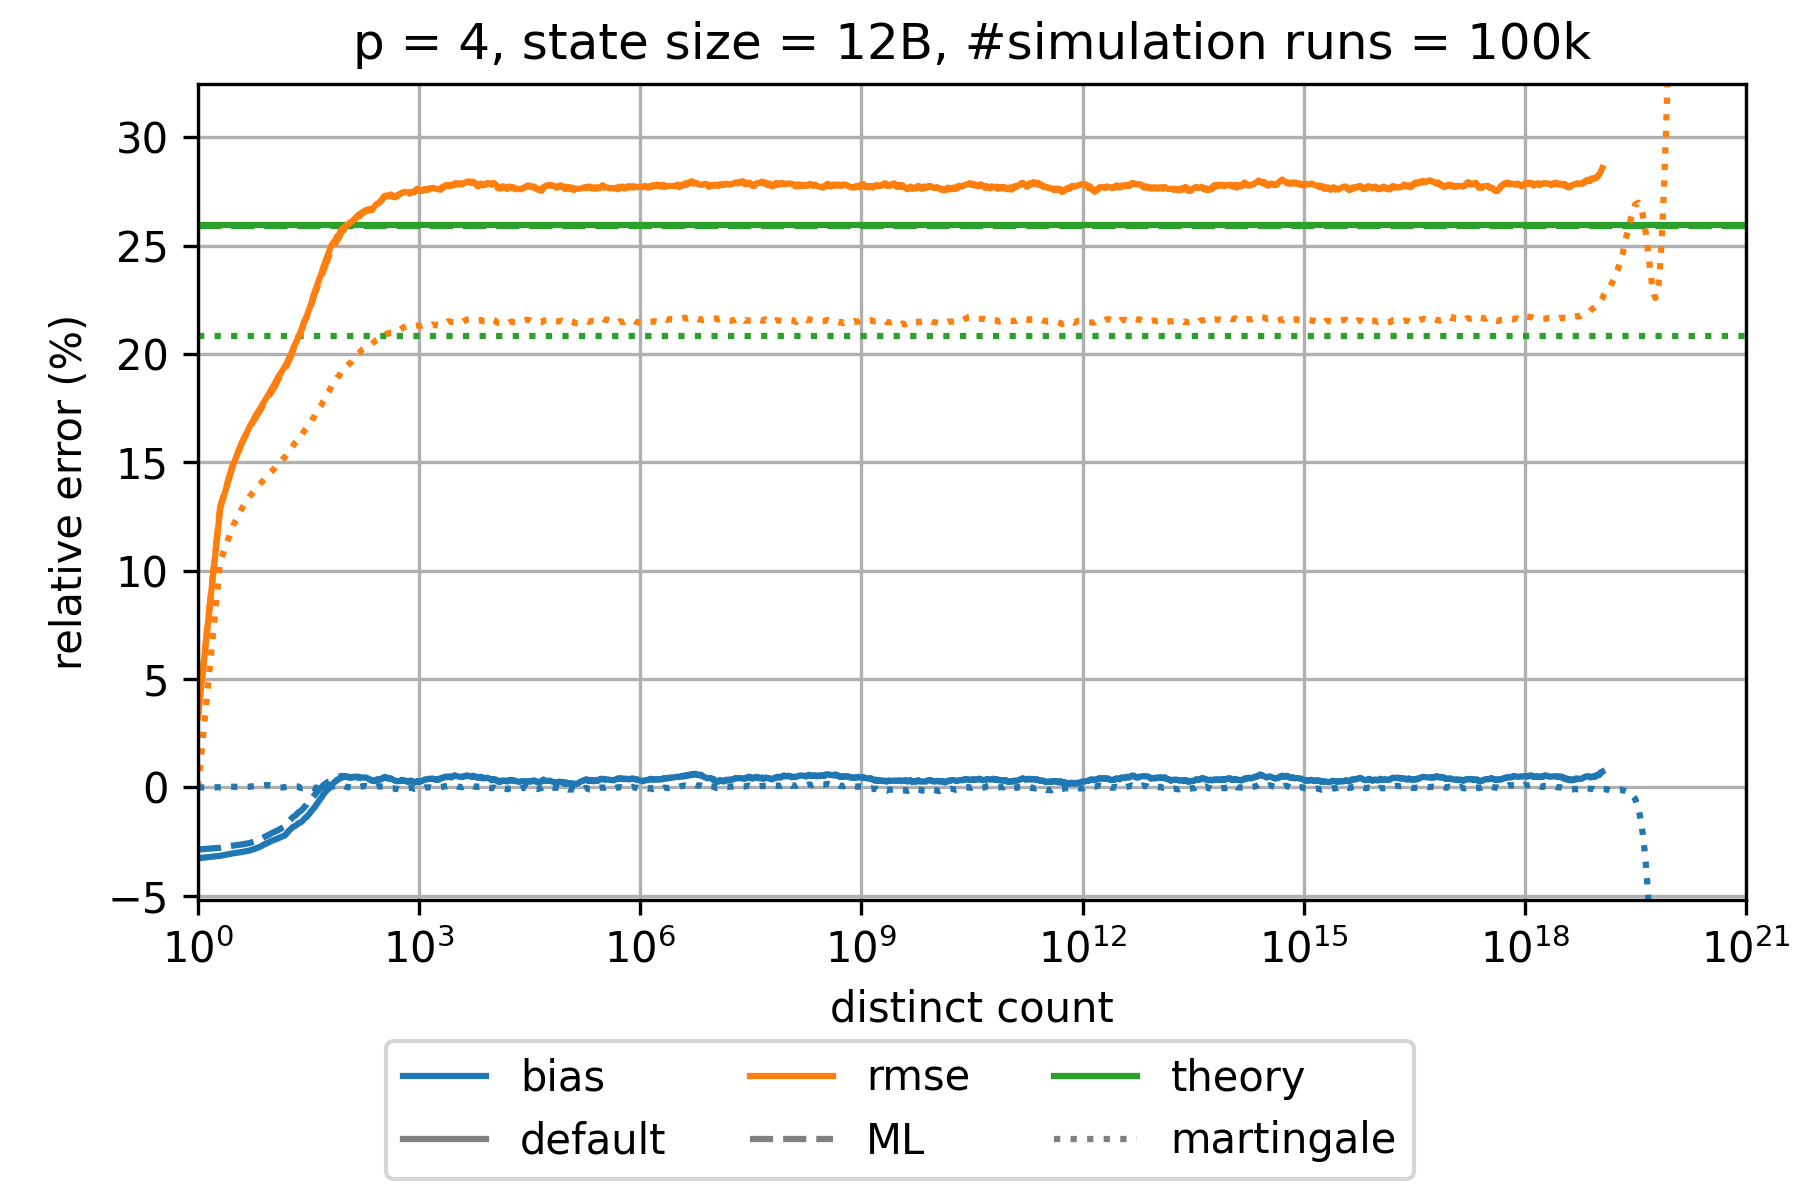 p = 4, state size = 12B, #simulation runs = 100k
relative error (%)
30
25
20
15
10
5
0
−5
10⁰ 10³ 10⁶ 10⁹ 10¹² 10¹⁵ 10¹⁸ 10²¹
distinct count
bias rmse theory
default ML martingale